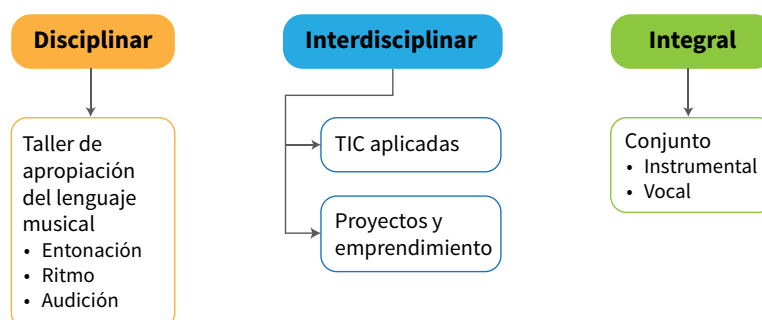 Disciplinar
Taller de
apropiación
del lenguaje
musical
• Entonación
• Ritmo
• Audición
Interdisciplinar
TIC aplicadas
Proyectos y
emprendimiento
Integral
Conjunto
• Instrumental
• Vocal